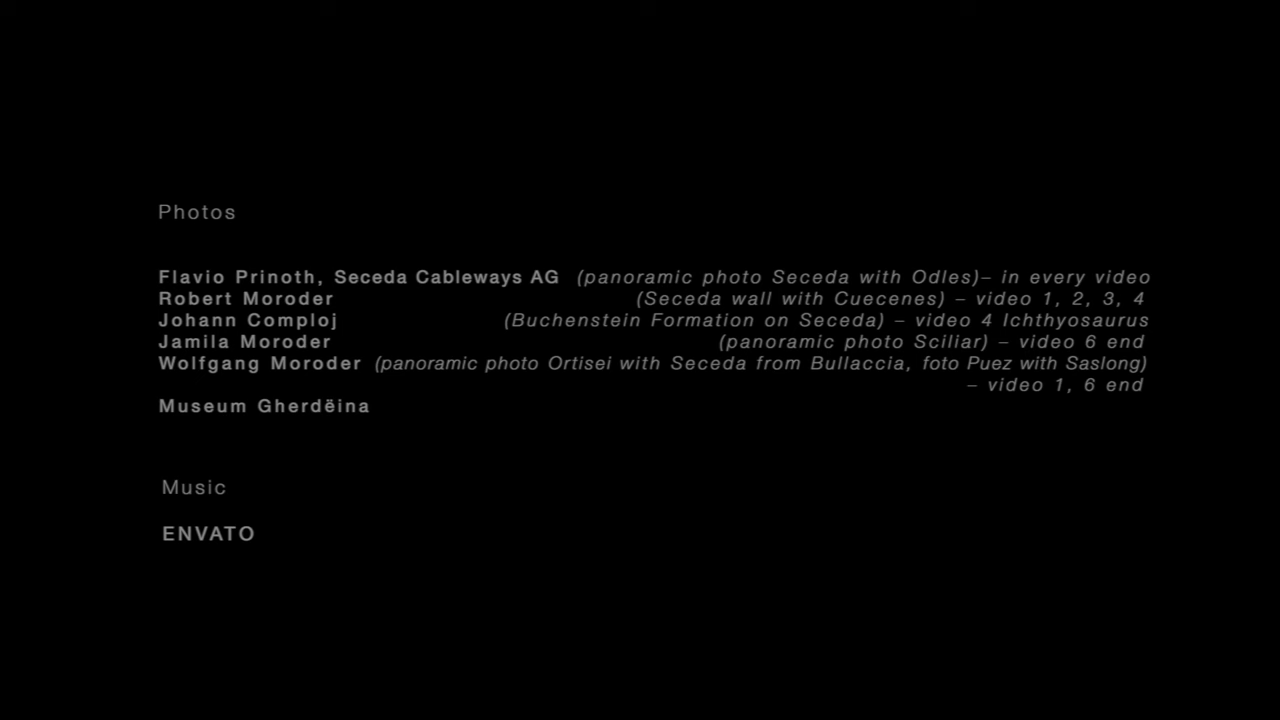 Photos
Flavio Prinoth, Seceda Cableways AG (panoramic photo Seceda with Odles)– in every video
Robert Moroder (Seceda wall with Cuecenes) – video 1, 2, 3, 4
Johann Comploj (Buchenstein Formation on Seceda) – video 4 Ichthyosaurus
Jamila Moroder (panoramic photo Sciliar) – video 6 end
Wolfgang Moroder (panoramic photo Ortisei with Seceda from Bullaccia, foto Puez with Saslong)
– video 1, 6 end
Museum Gherdëina
Music
ENVATO